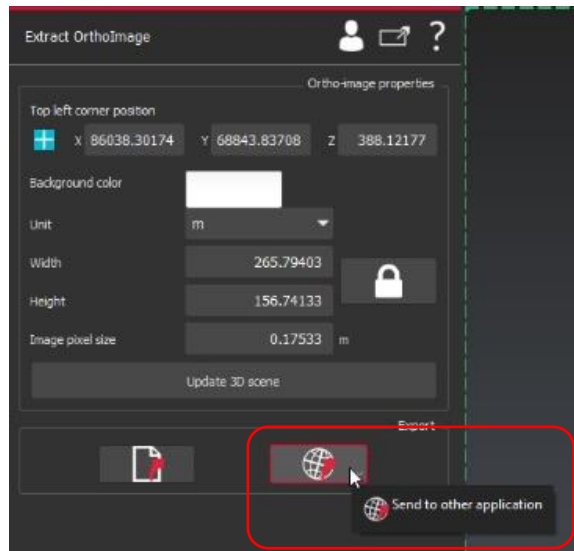 Extract OrthoImage ?
Ortho-image properties
Top left corner position
X 86038.30174 Y 68843.83708 Z 388.12177
Background color
Unit m
Width 265.79403
Height 156.74133
Image pixel size 0.17533 m
Update 3D scene
Export
Send to other application